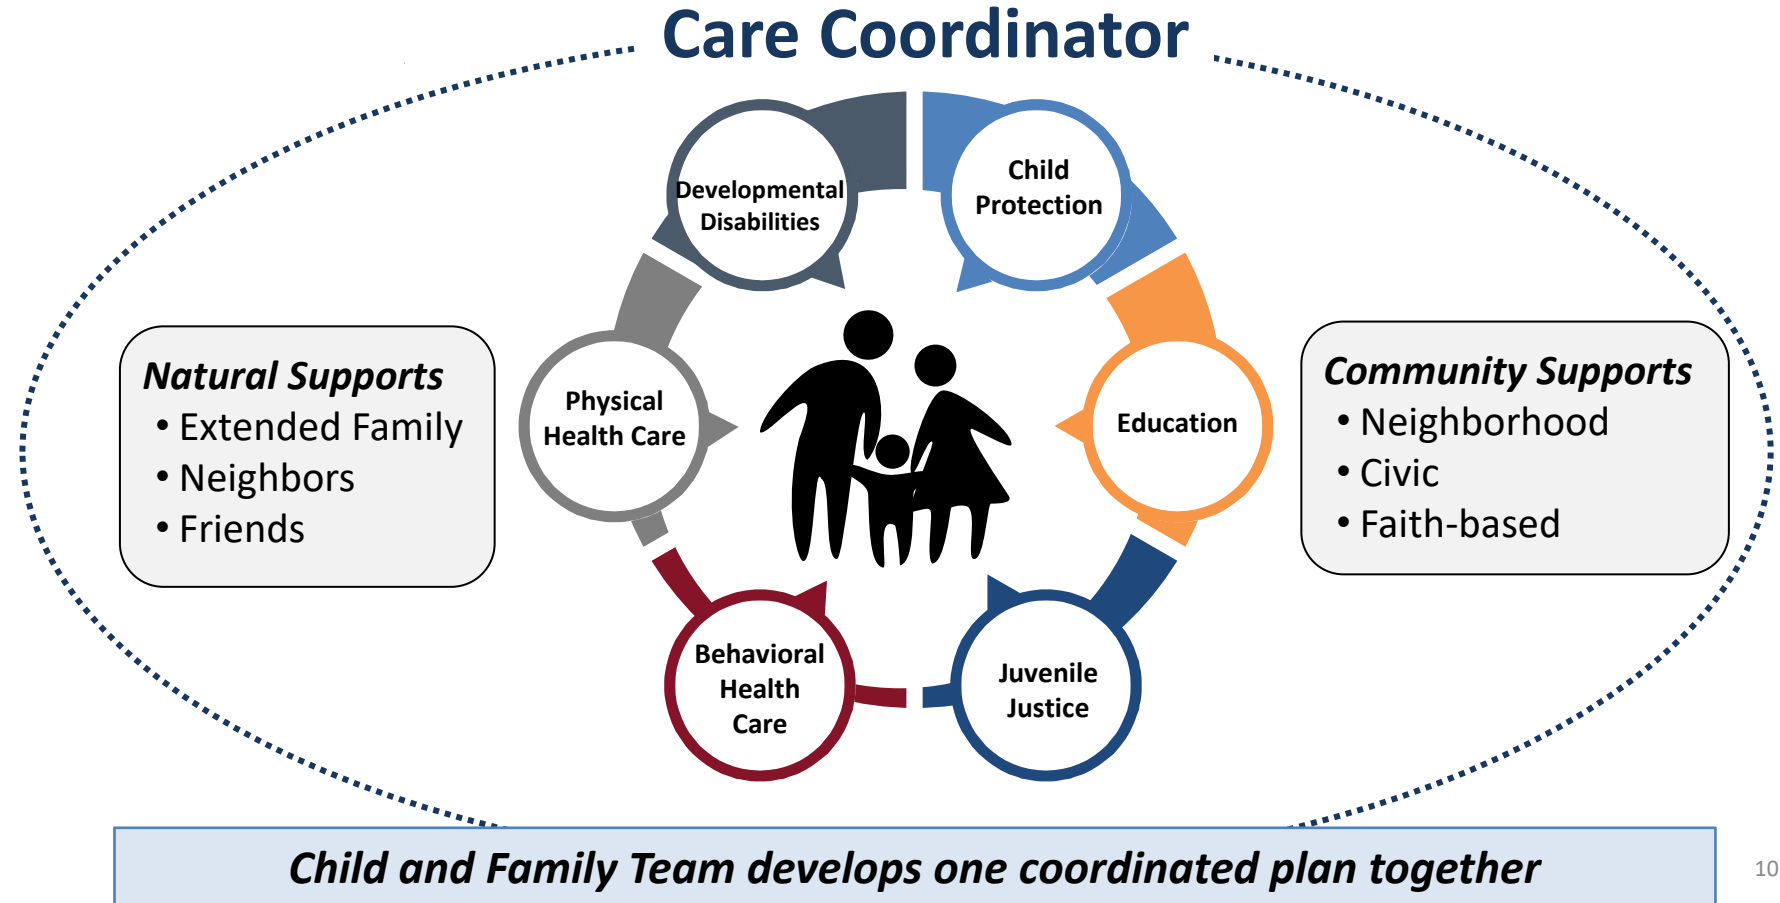 Care Coordinator
Developmental
Disabilities
Child
Protection
Natural Supports
• Extended Family
• Neighbors
• Friends
Physical
Health Care
Education
Community Supports
• Neighborhood
• Civic
• Faith-based
Behavioral
Health
Care
Juvenile
Justice
Child and Family Team develops one coordinated plan together
10